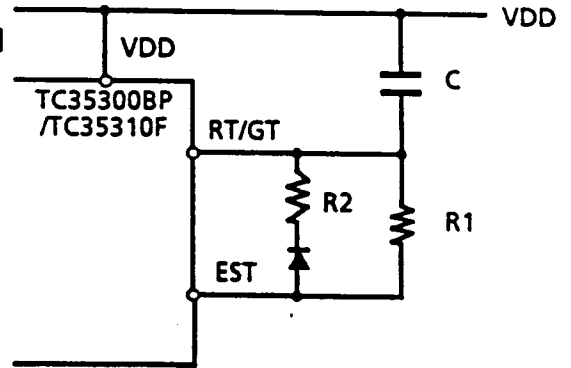 VDD
VDD
TC35300BP
/TC35310F
C
RT/GT
R2
R1
EST